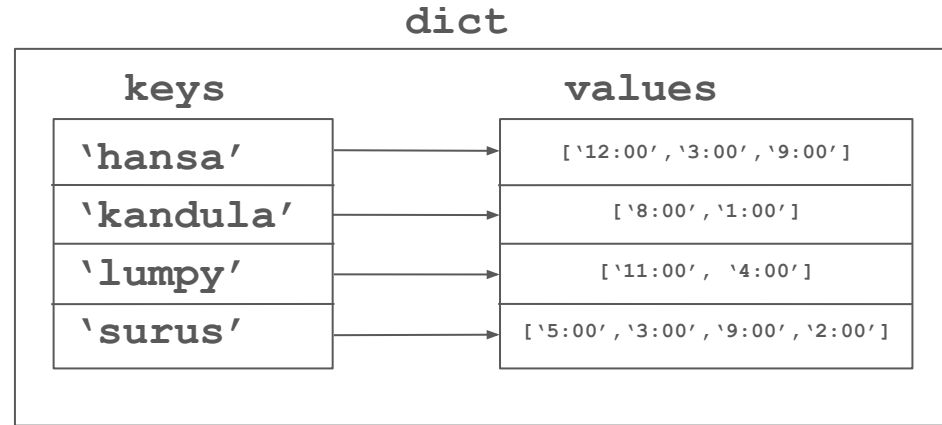 dict
keys values
‘hansa’ [‘12:00’,‘3:00’,‘9:00’]
‘kandula’ [‘8:00’,‘1:00’]
‘lumpy’ [‘11:00’, ‘4:00’]
‘surus’ [‘5:00’,‘3:00’,‘9:00’,‘2:00’]